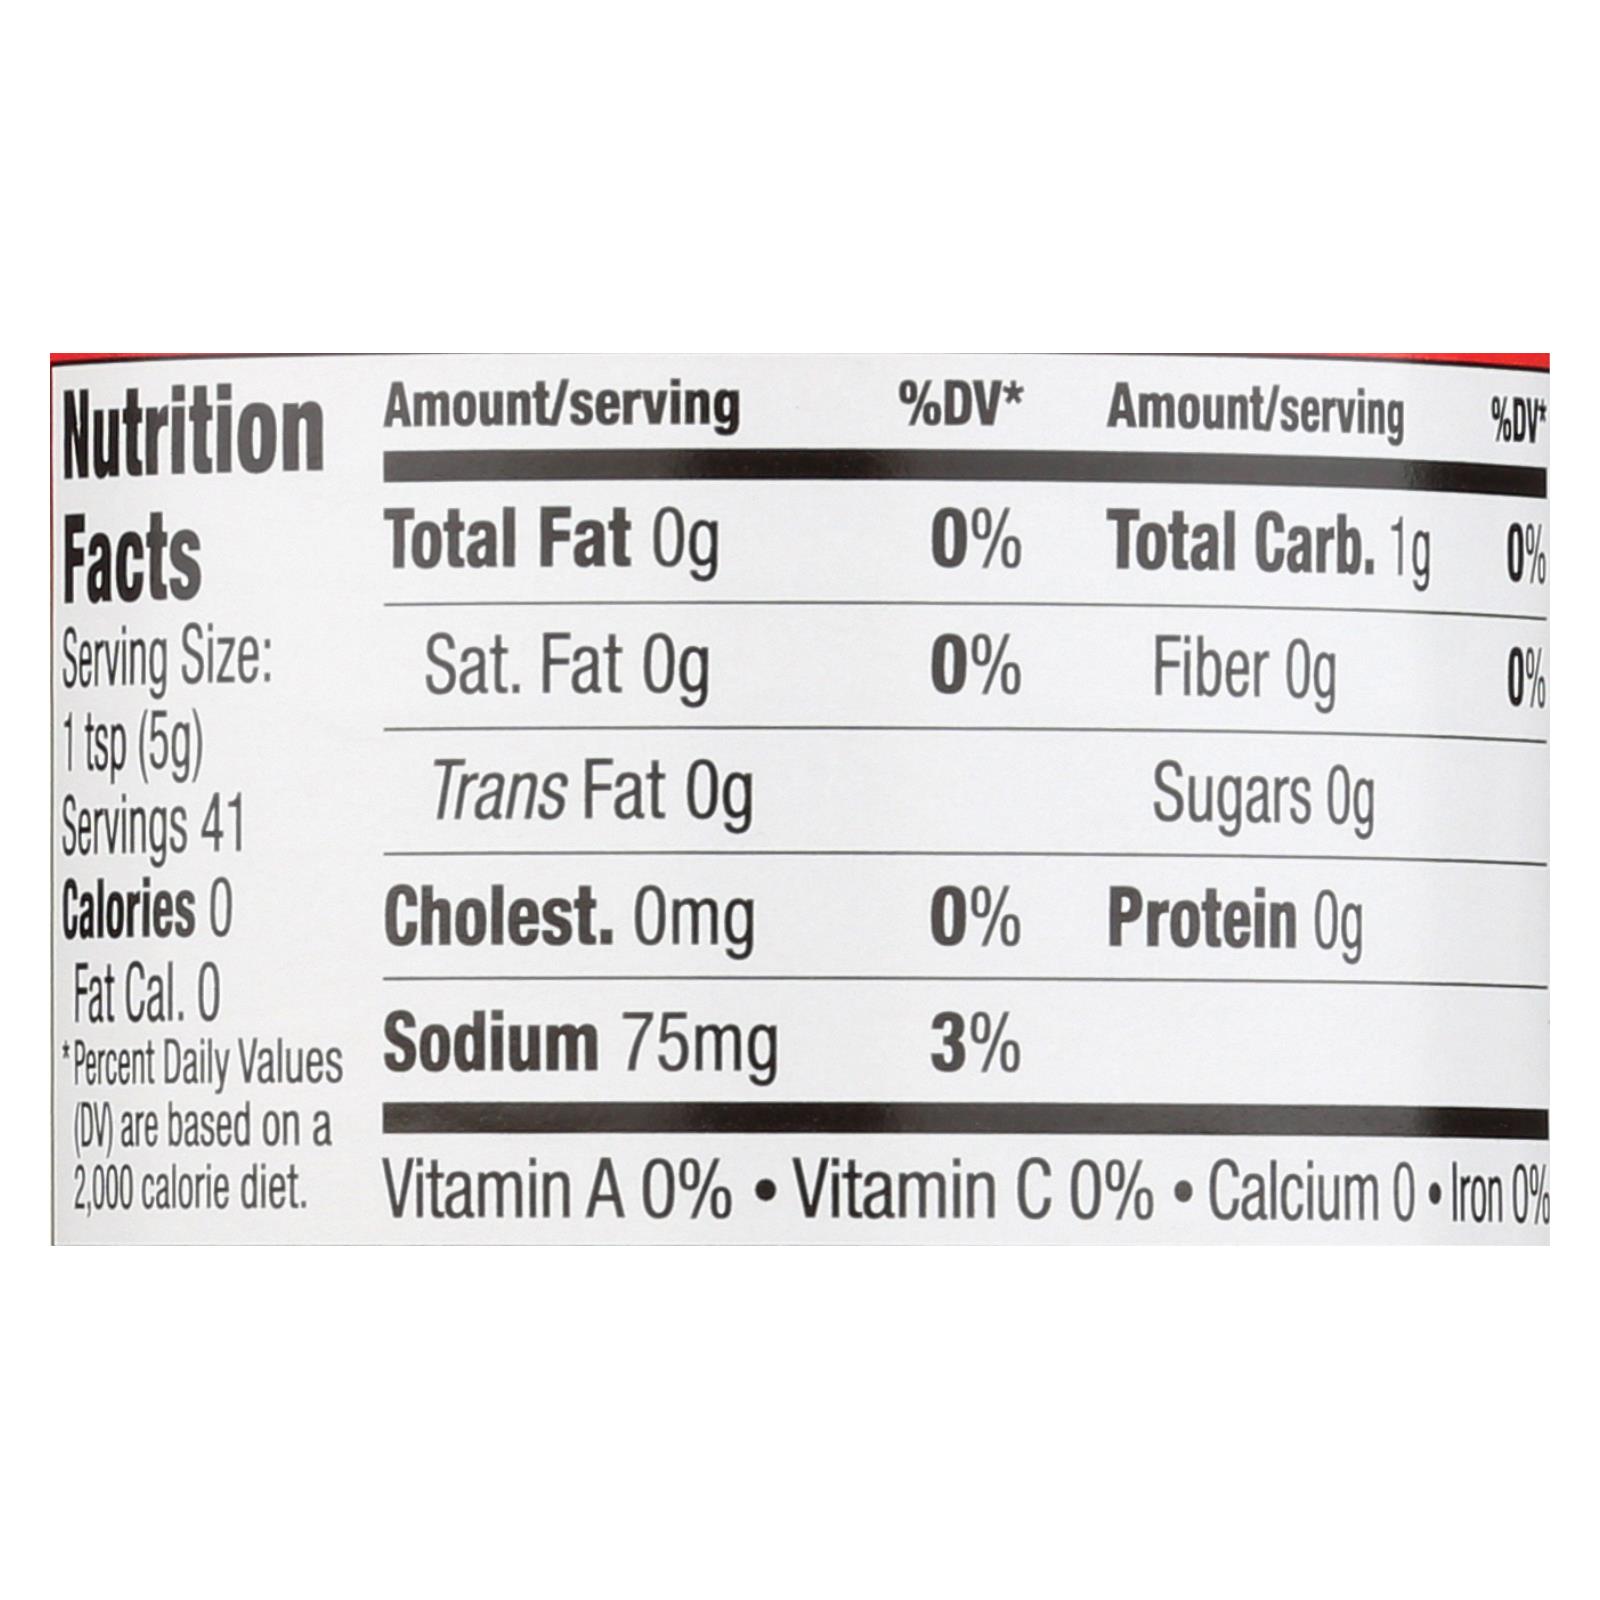 Nutrition
Facts
Serving Size:
1 tsp (5g)
Servings 41
Calories 0
Fat Cal. 0
*Percent Daily Values
(DV) are based on a
2,000 calorie diet.
Amount/serving %DV* Amount/serving %DV*
Total Fat 0g 0% Total Carb. 1g 0%
Sat. Fat 0g 0% Fiber 0g 0%
Trans Fat 0g Sugars 0g
Cholest. 0mg 0% Protein 0g
Sodium 75mg 3%
Vitamin A 0% • Vitamin C 0% • Calcium 0 • Iron 0%